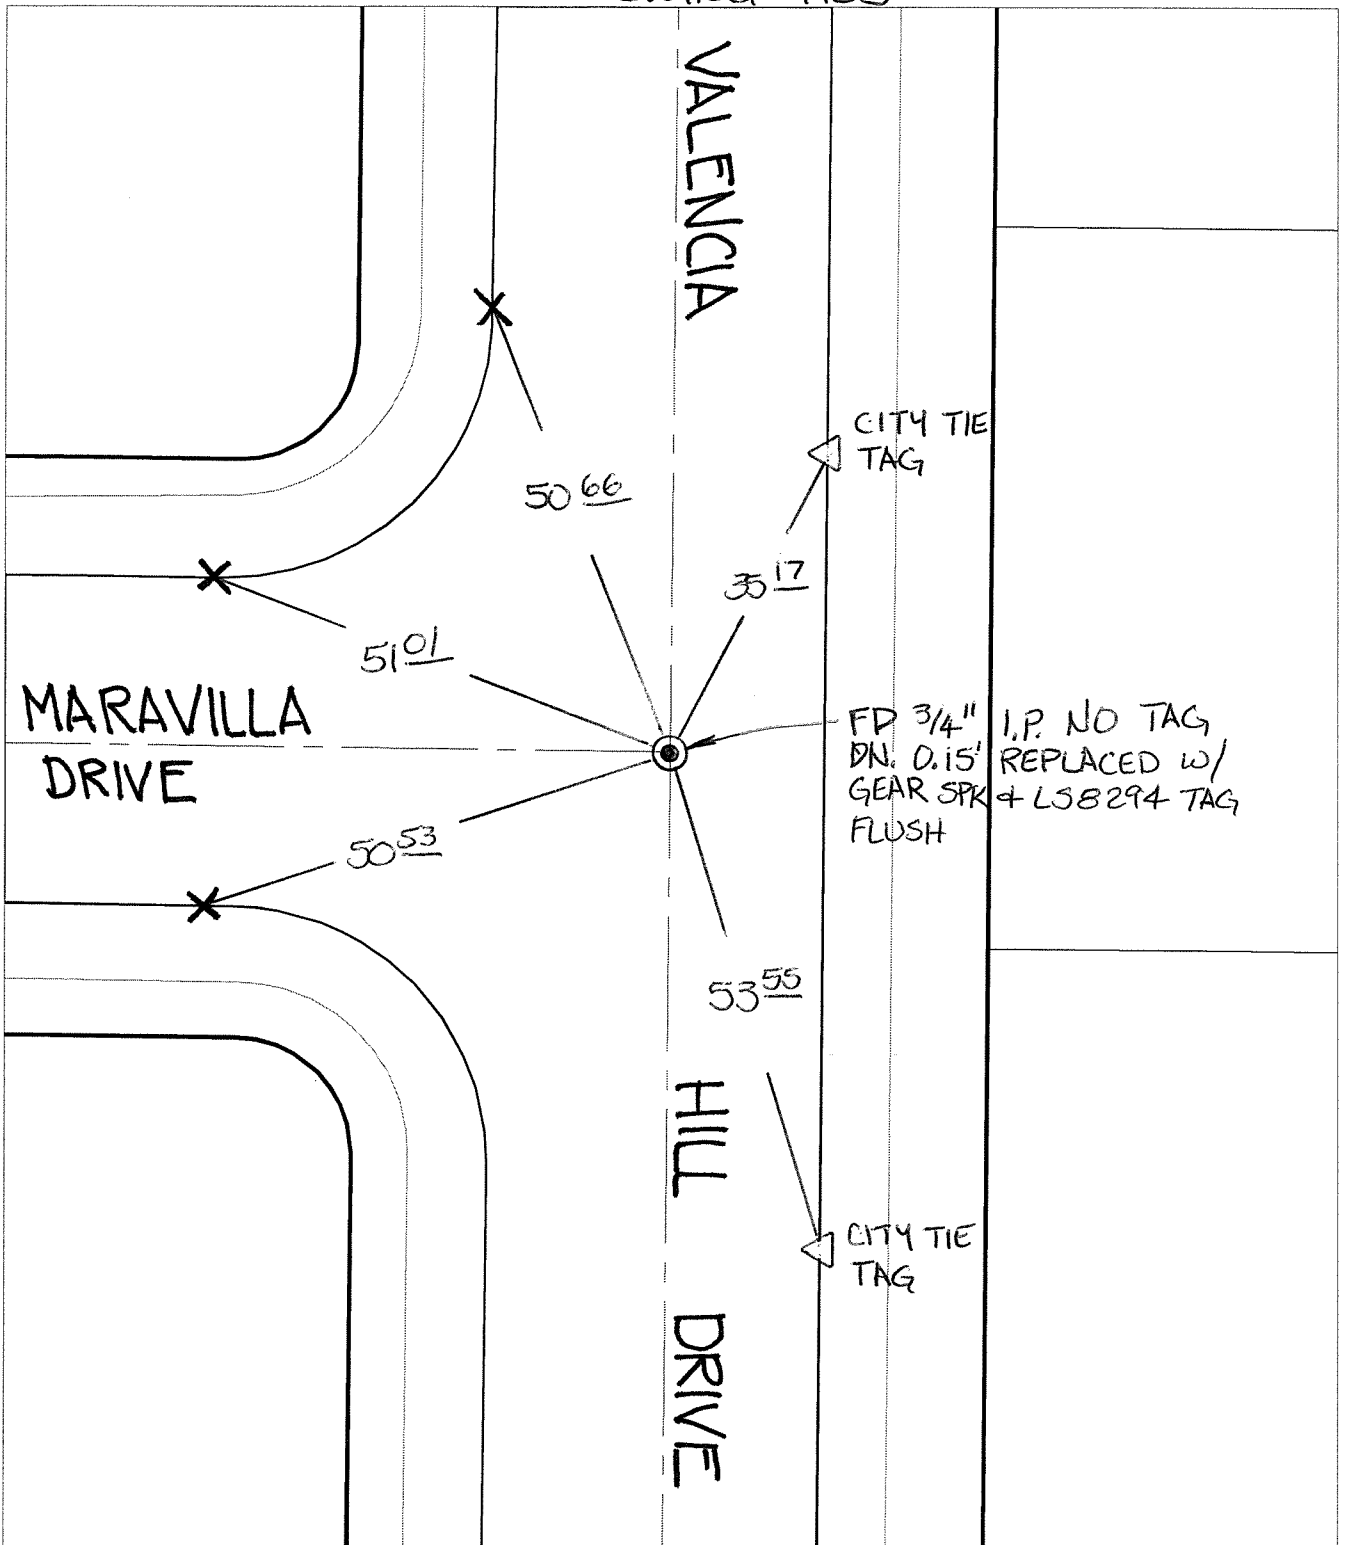 VALENCIA
CITY TIE
TAG
50 66
35 17
51 01
MARAVILLA
DRIVE
FD 3/4" I.P. NO TAG
DN. 0.15' REPLACED W/
GEAR SPK & LS8294 TAG
FLUSH
50 53
53 55
HILL
CITY TIE
TAG
DRIVE